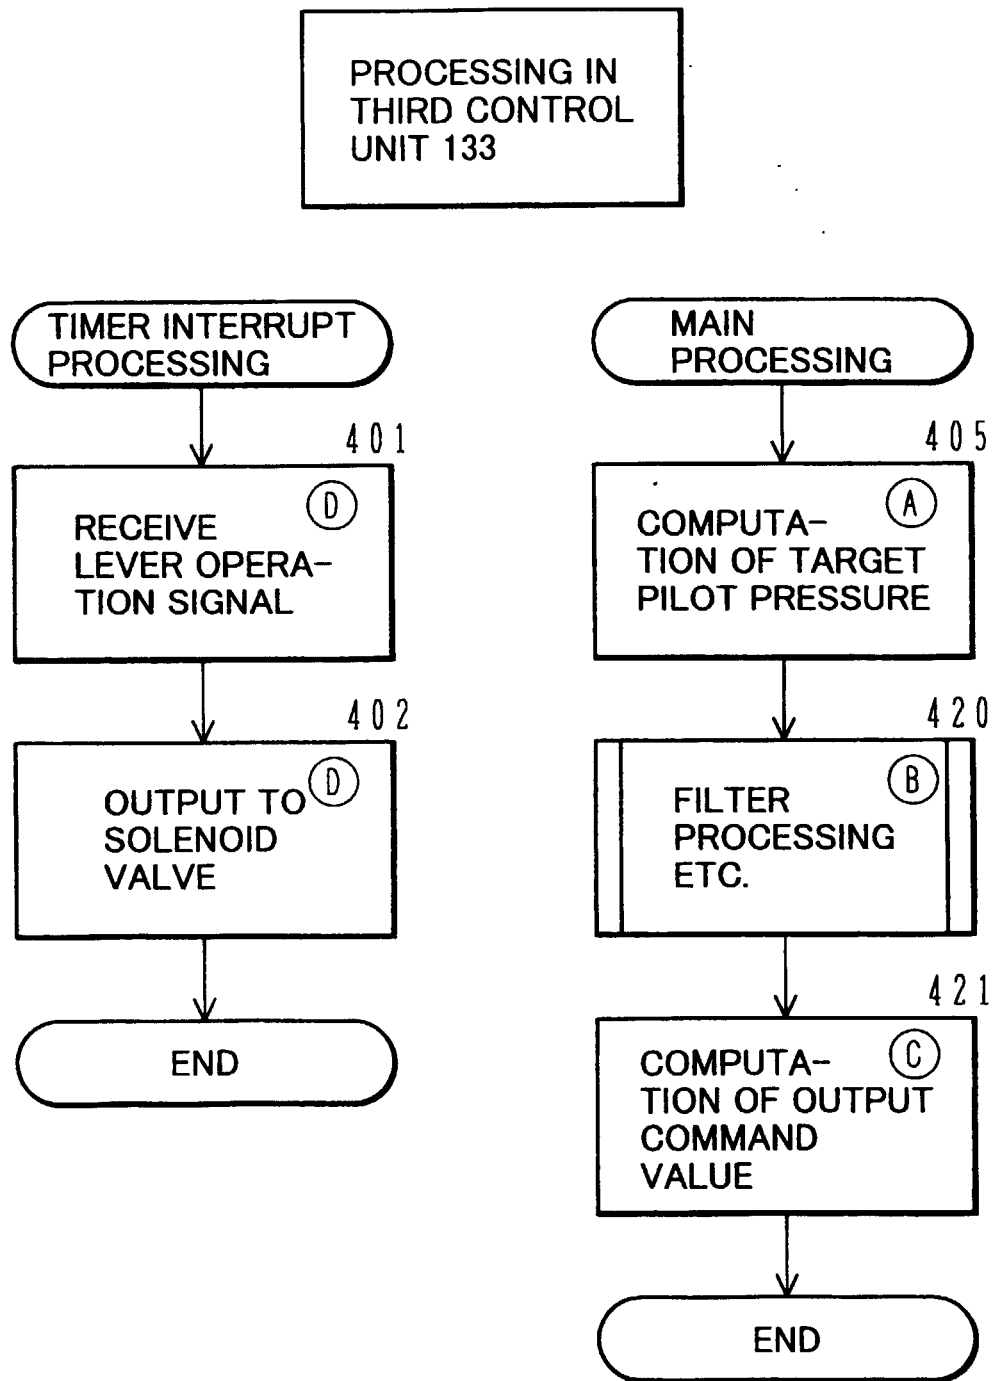 PROCESSING IN
THIRD CONTROL
UNIT 133
TIMER INTERRUPT
PROCESSING
401
D
RECEIVE
LEVER OPERA-
TION SIGNAL
402
D
OUTPUT TO
SOLENOID
VALVE
END
MAIN
PROCESSING
405
A
COMPUTA-
TION OF TARGET
PILOT PRESSURE
420
B
FILTER
PROCESSING
ETC.
421
C
COMPUTA-
TION OF OUTPUT
COMMAND
VALUE
END